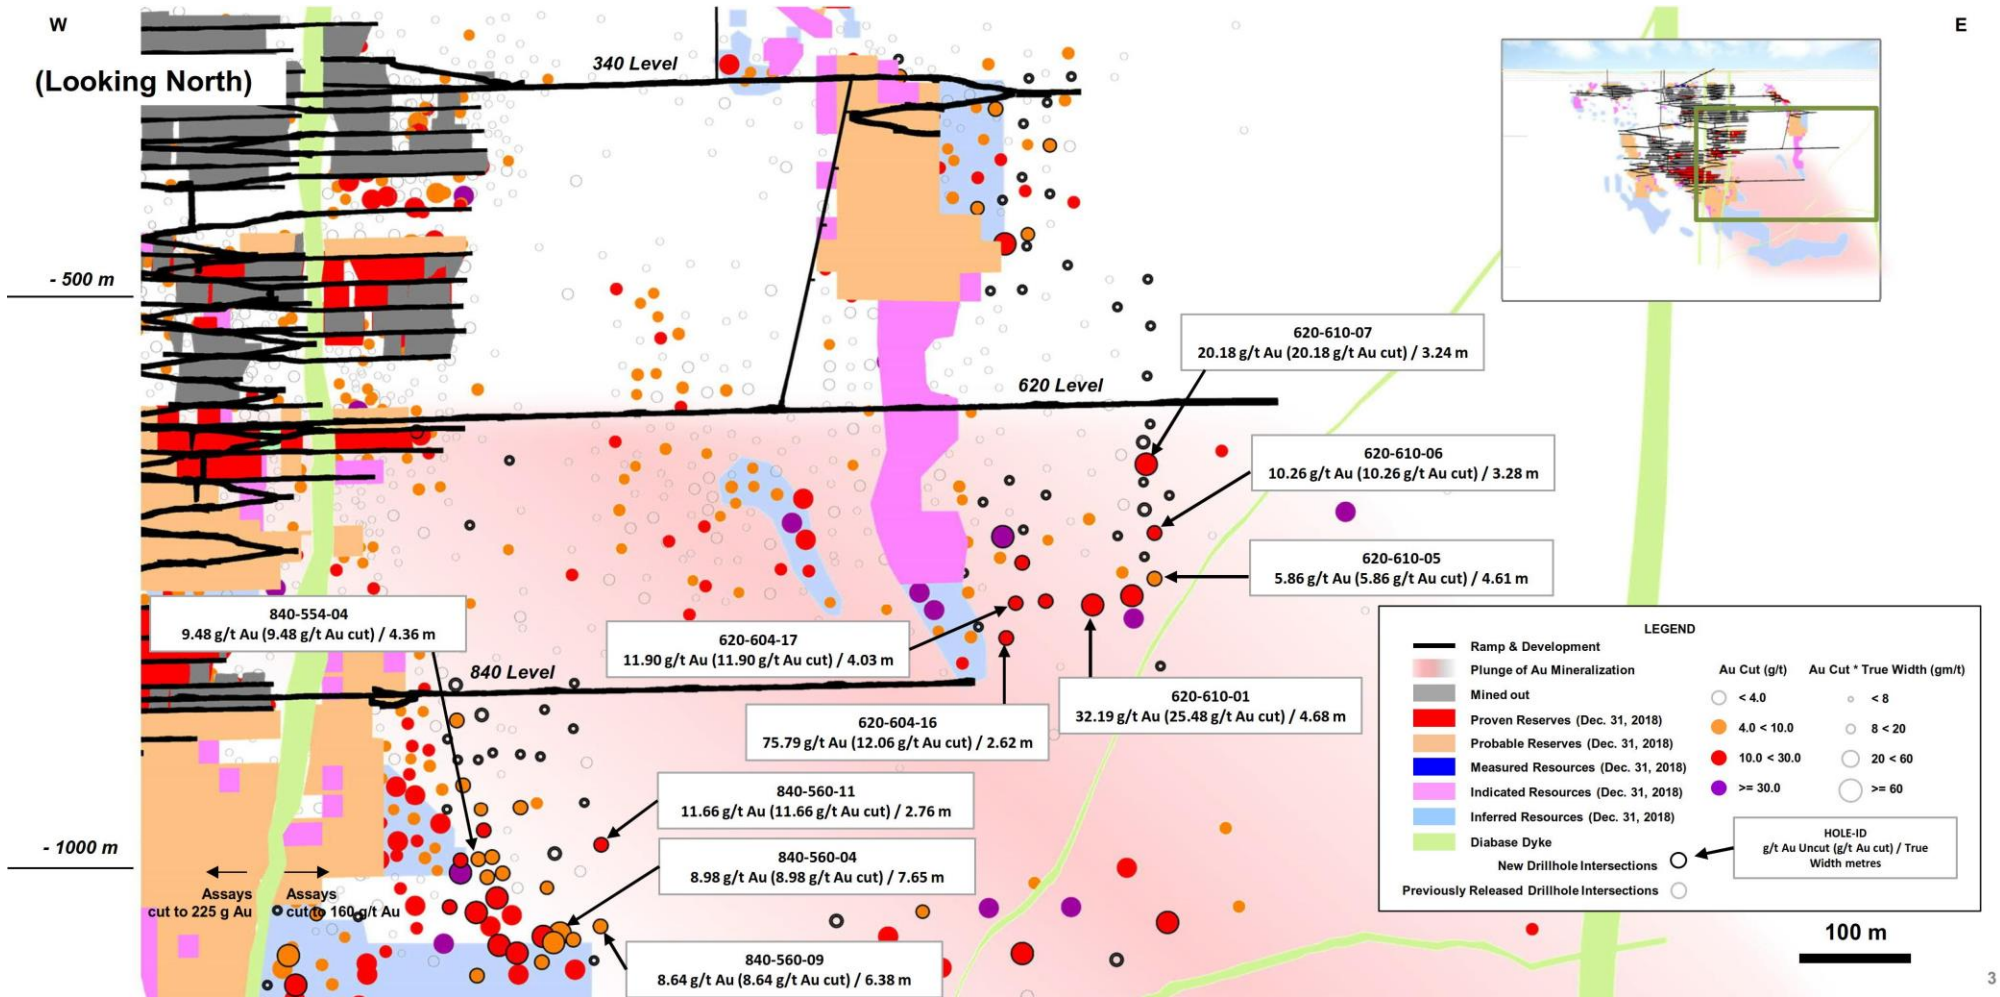 W
E
(Looking North)
340 Level
- 500 m
620-610-07
20.18 g/t Au (20.18 g/t Au cut) / 3.24 m
620 Level
620-610-06
10.26 g/t Au (10.26 g/t Au cut) / 3.28 m
620-610-05
5.86 g/t Au (5.86 g/t Au cut) / 4.61 m
840-554-04
9.48 g/t Au (9.48 g/t Au cut) / 4.36 m
620-604-17
11.90 g/t Au (11.90 g/t Au cut) / 4.03 m
840 Level
620-610-01
32.19 g/t Au (25.48 g/t Au cut) / 4.68 m
620-604-16
75.79 g/t Au (12.06 g/t Au cut) / 2.62 m
840-560-11
11.66 g/t Au (11.66 g/t Au cut) / 2.76 m
- 1000 m
840-560-04
8.98 g/t Au (8.98 g/t Au cut) / 7.65 m
Assays
cut to 225 g Au
Assays
cut to 160 g/t Au
840-560-09
8.64 g/t Au (8.64 g/t Au cut) / 6.38 m
LEGEND
Ramp & Development
Plunge of Au Mineralization
Mined out
Proven Reserves (Dec. 31, 2018)
Probable Reserves (Dec. 31, 2018)
Measured Resources (Dec. 31, 2018)
Indicated Resources (Dec. 31, 2018)
Inferred Resources (Dec. 31, 2018)
Diabase Dyke
New Drillhole Intersections
Previously Released Drillhole Intersections
Au Cut (g/t)
< 4.0
4.0 < 10.0
10.0 < 30.0
>= 30.0
Au Cut * True Width (gm/t)
< 8
8 < 20
20 < 60
>= 60
HOLE-ID
g/t Au Uncut (g/t Au cut) / True
Width metres
100 m
3